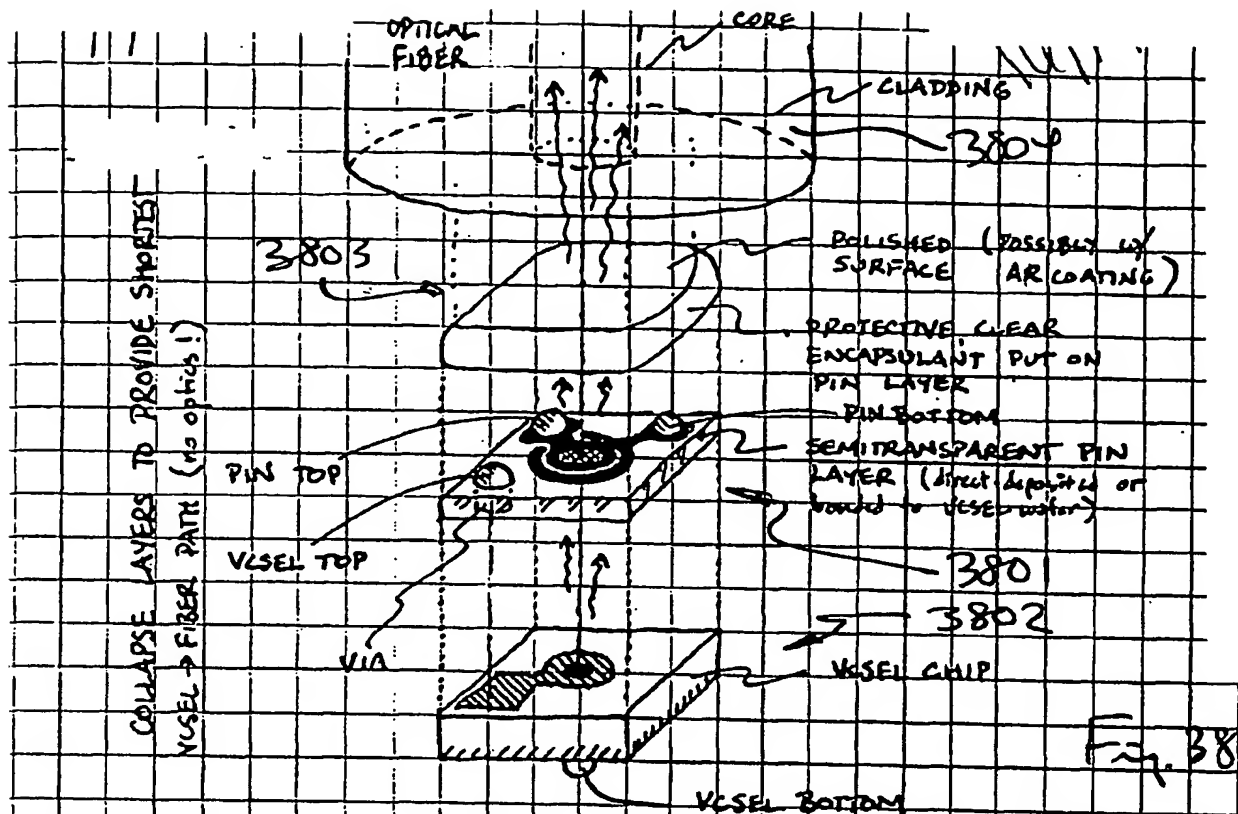 OPTICAL
FIBER
CORE
CLADDING
3804
3803
POLISHED (POSSIBLY W/
SURFACE AR COATING)
PROTECTIVE CLEAR
ENCAPSULANT PUT ON
PIN LAYER
PIN BOTTOM
SEMITRANSPARENT PIN
LAYER (direct deposited or
bonded to VCSEL wafer)
PIN TOP
VCSEL TOP
VIA
3801
3802
VCSEL CHIP
VCSEL BOTTOM
COLLAPSE LAYERS TO PROVIDE SHORTEST
VCSEL → FIBER PATH (no optics!)
Fig. 38